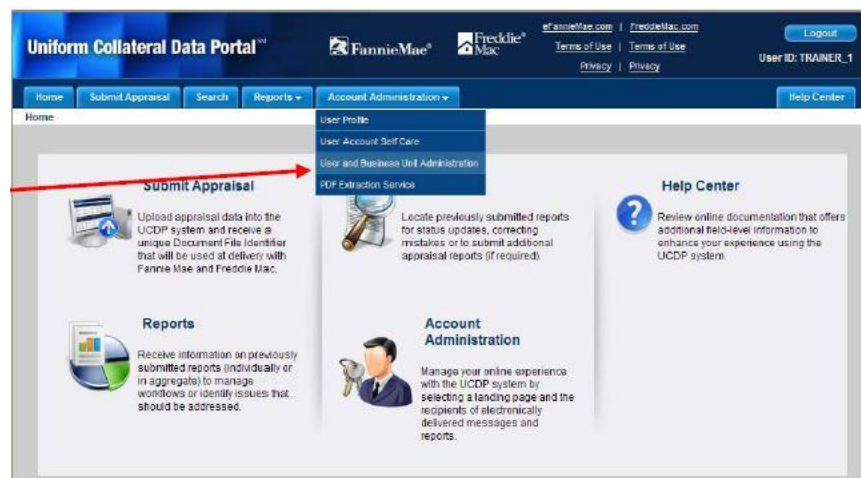 Uniform Collateral Data Portal℠
FannieMae®
Freddie Mac®
eFannieMae.com | FreddieMac.com
Terms of Use | Terms of Use
Privacy | Privacy
Logout
User ID: TRAINER_1
Home
Submit Appraisal
Search
Reports
Account Administration
Help Center
Home
User Profile
User Account Self Care
User and Business Unit Administration
PDF Extraction Service
Submit Appraisal
Upload appraisal data into the
UCDP system and receive a
unique Document File Identifier
that will be used at delivery with
Fannie Mae and Freddie Mac.
Locate previously submitted reports
for status updates, correcting
mistakes or to submit additional
appraisal reports (if required)
Help Center
Review online documentation that offers
additional field-level information to
enhance your experience using the
UCDP system.
Reports
Receive information on previously
submitted reports (individually or
in aggregate) to manage
workflows or identify issues that
should be addressed.
Account
Administration
Manage your online experience
with the UCDP system by
selecting a landing page and the
recipients of electronically
delivered messages and
reports.